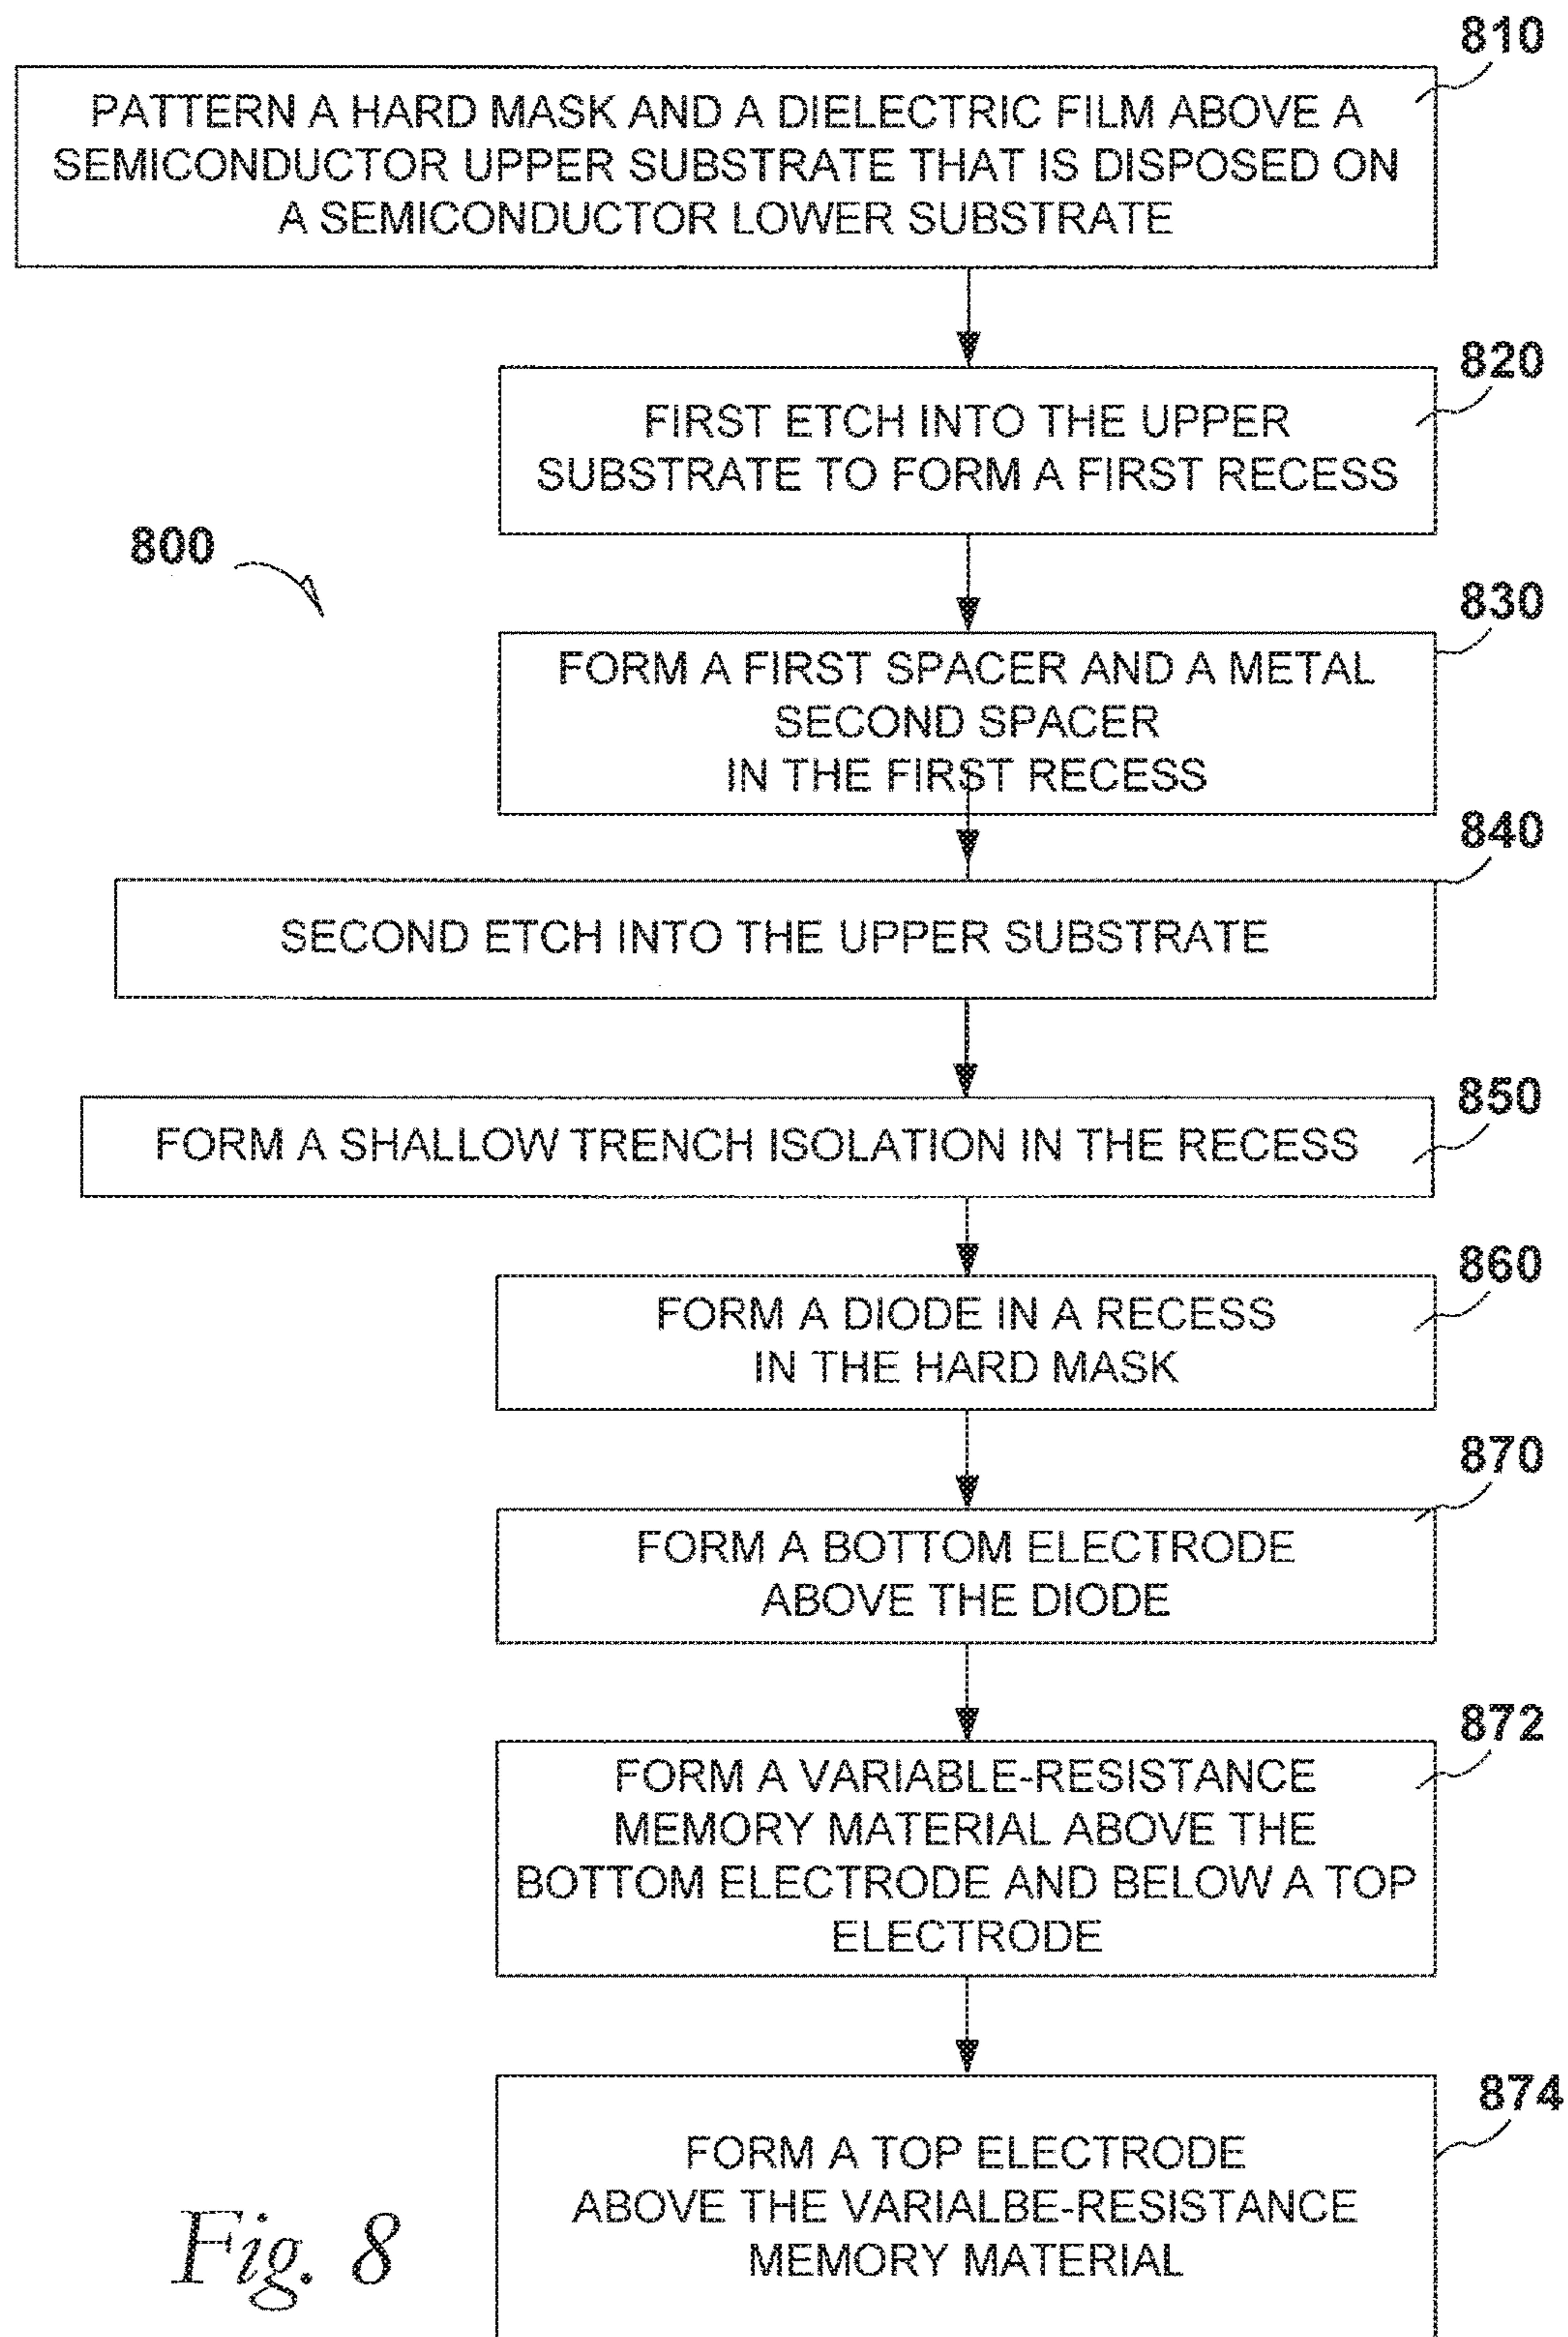 810
PATTERN A HARD MASK AND A DIELECTRIC FILM ABOVE A
SEMICONDUCTOR UPPER SUBSTRATE THAT IS DISPOSED ON
A SEMICONDUCTOR LOWER SUBSTRATE
820
FIRST ETCH INTO THE UPPER
SUBSTRATE TO FORM A FIRST RECESS
800
830
FORM A FIRST SPACER AND A METAL
SECOND SPACER
IN THE FIRST RECESS
840
SECOND ETCH INTO THE UPPER SUBSTRATE
850
FORM A SHALLOW TRENCH ISOLATION IN THE RECESS
860
FORM A DIODE IN A RECESS
IN THE HARD MASK
870
FORM A BOTTOM ELECTRODE
ABOVE THE DIODE
872
FORM A VARIABLE-RESISTANCE
MEMORY MATERIAL ABOVE THE
BOTTOM ELECTRODE AND BELOW A TOP
ELECTRODE
874
FORM A TOP ELECTRODE
ABOVE THE VARIALBE-RESISTANCE
MEMORY MATERIAL
Fig. 8